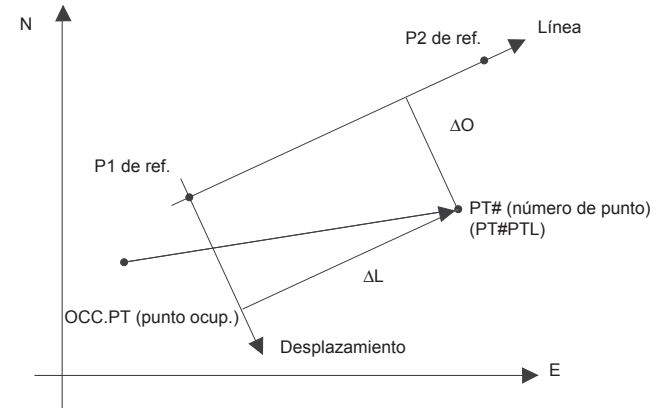 N
Línea
P2 de ref.
ΔO
P1 de ref.
PT# (número de punto)
(PT#PTL)
ΔL
OCC.PT (punto ocup.)
Desplazamiento
E